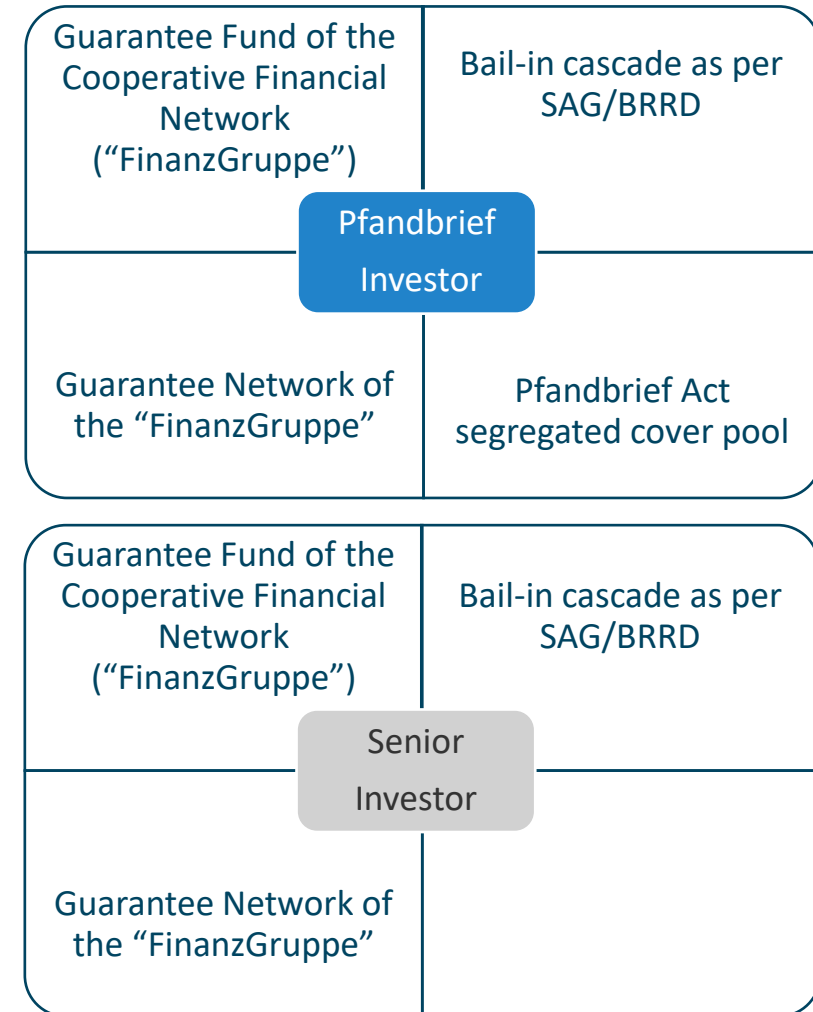 Guarantee Fund of the
Cooperative Financial
Network
(“FinanzGruppe”)
Bail-in cascade as per
SAG/BRRD
Pfandbrief
Investor
Guarantee Network of
the “FinanzGruppe”
Pfandbrief Act
segregated cover pool
Guarantee Fund of the
Cooperative Financial
Network
(“FinanzGruppe”)
Bail-in cascade as per
SAG/BRRD
Senior
Investor
Guarantee Network of
the “FinanzGruppe”